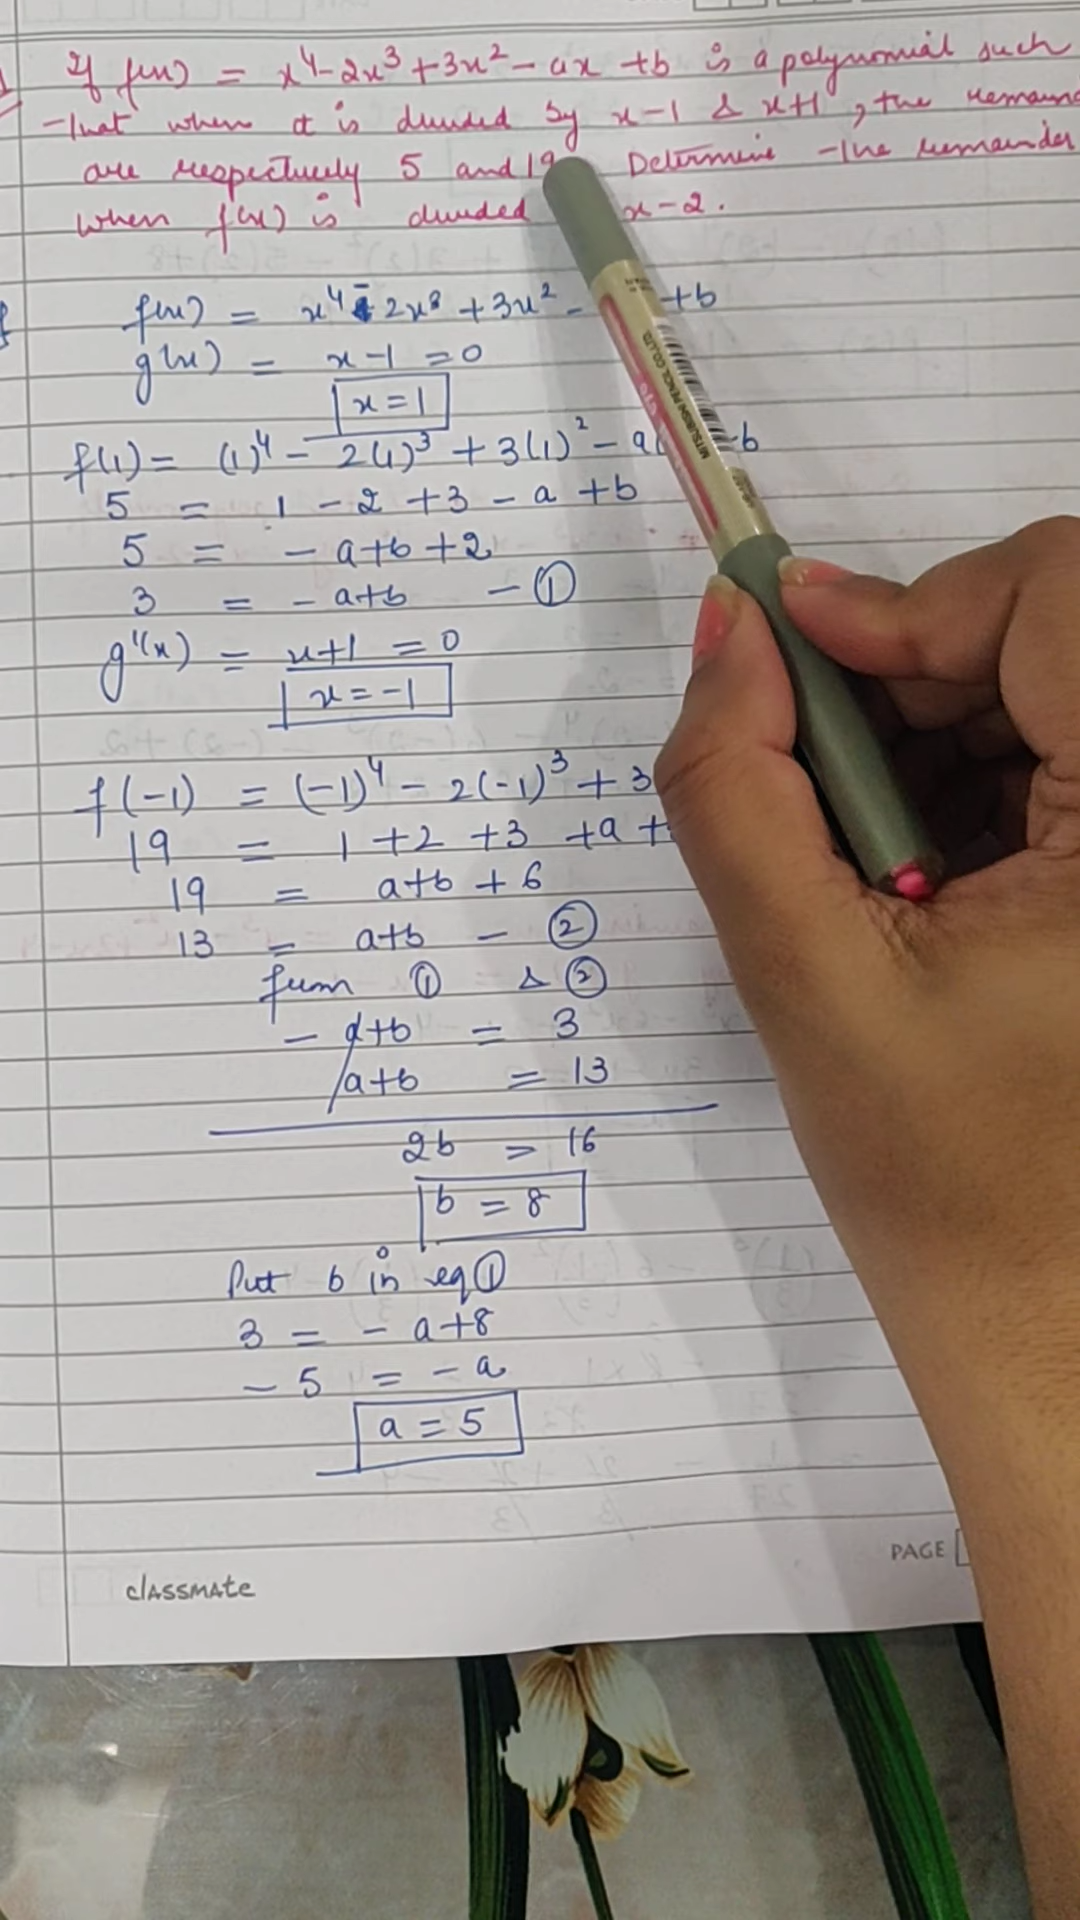 If f(x) = x⁴-2x³+3x²-ax+b is a polynomial such
that when it is divided by x-1 & x+1, the
are respectively 5 and 19 Determine the remainder
when f(x) is divided x-2.
f(x) = x⁴-2x³+3x²- +b
g(x) = x-1=0
x=1
f(1)= (1)⁴-2(1)³+3(1)²-a( b
5 = 1-2+3-a+b
5 = -a+b+2
3 = -a+b -①
g''(x) = x+1=0
x=-1
f(-1) = (-1)⁴-2(-1)³+3
19 = 1+2+3+a+
19 = a+b+6
13 = a+b - ②
from ① & ②
-a+b = 3
a+b = 13
2b = 16
b = 8
Put b in eq ①
3 = -a+8
-5 = -a
a = 5
PAGE
classmate
MITSUBISHI PENCIL CO.,LTD.